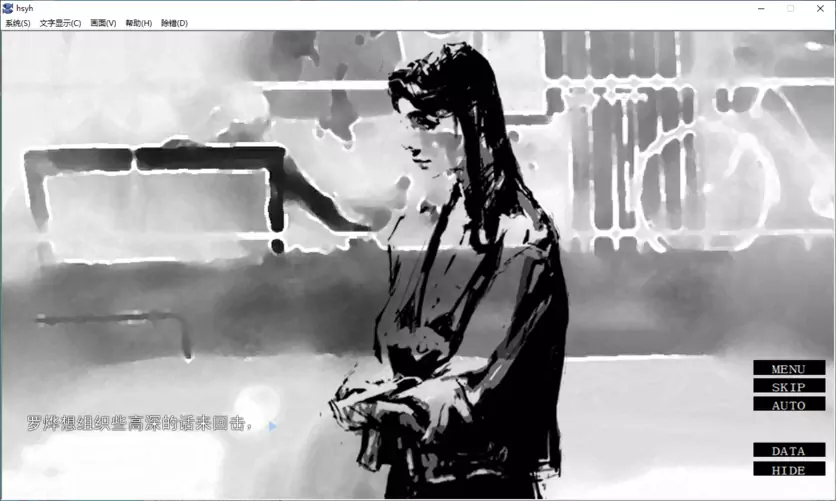 hsyh
系统(S) 文字显示(C) 画面(V) 帮助(H) 除错(D)
MENU
SKIP
AUTO
罗烨想组织些高深的话来回击，
DATA
HIDE